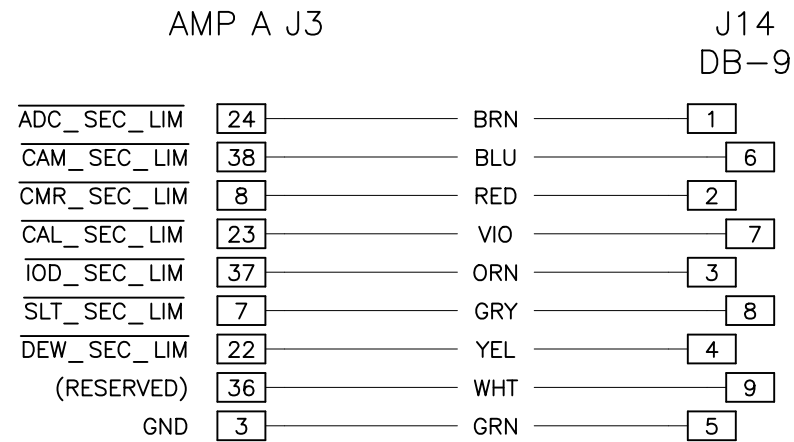 AMP A J3 J14
DB-9
ADC_SEC_LIM 24 BRN 1
CAM_SEC_LIM 38 BLU 6
CMR_SEC_LIM 8 RED 2
CAL_SEC_LIM 23 VIO 7
IOD_SEC_LIM 37 ORN 3
SLT_SEC_LIM 7 GRY 8
DEW_SEC_LIM 22 YEL 4
(RESERVED) 36 WHT 9
GND 3 GRN 5